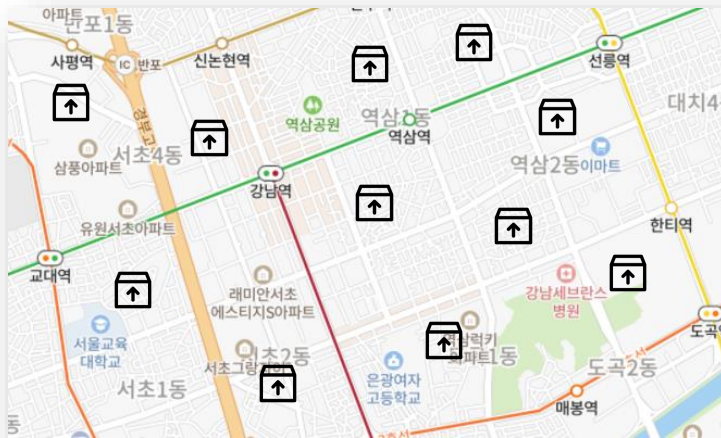 아파트
반포1동
사평역
IC 반포
신논현역
선릉역
경부고
역삼공원
역삼1동
역삼역
대치4
삼풍아파트
서초4동
역삼2동
이마트
강남역
유원서초아파트
한티역
교대역
래미안서초
에스티지S아파트
강남세브란스
병원
서울교육
대학교
도곡
서초2동
1동
서초1동
은광여자
고등학교
도곡2동
매봉역